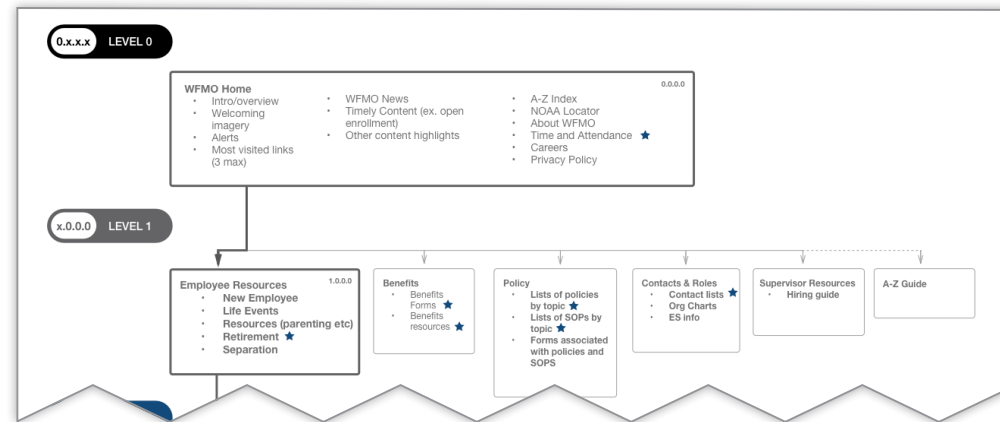 0.x.x.x LEVEL 0
0.0.0.0
WFMO Home
Intro/overview
Welcoming
imagery
Alerts
Most visited links
(3 max)
WFMO News
Timely Content (ex. open
enrollment)
Other content highlights
A-Z Index
NOAA Locator
About WFMO
Time and Attendance
Careers
Privacy Policy
x.0.0.0 LEVEL 1
Employee Resources 1.0.0.0
New Employee
Life Events
Resources (parenting etc)
Retirement
Separation
Benefits
Benefits
Forms
Benefits
resources
Policy
Lists of policies
by topic
Lists of SOPs by
topic
Forms associated
with policies and
SOPS
Contacts & Roles
Contact lists
Org Charts
ES info
Supervisor Resources
Hiring guide
A-Z Guide